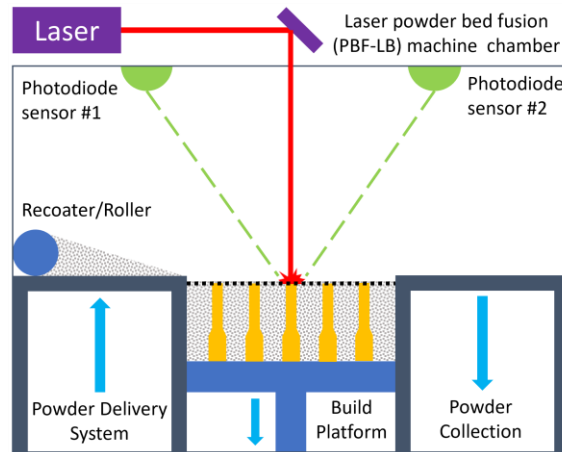 Laser
Laser powder bed fusion
(PBF-LB) machine  chamber
Photodiode
sensor #1
Photodiode
sensor #2
Recoater/Roller
Powder Delivery
System
Build
Platform
Powder
Collection